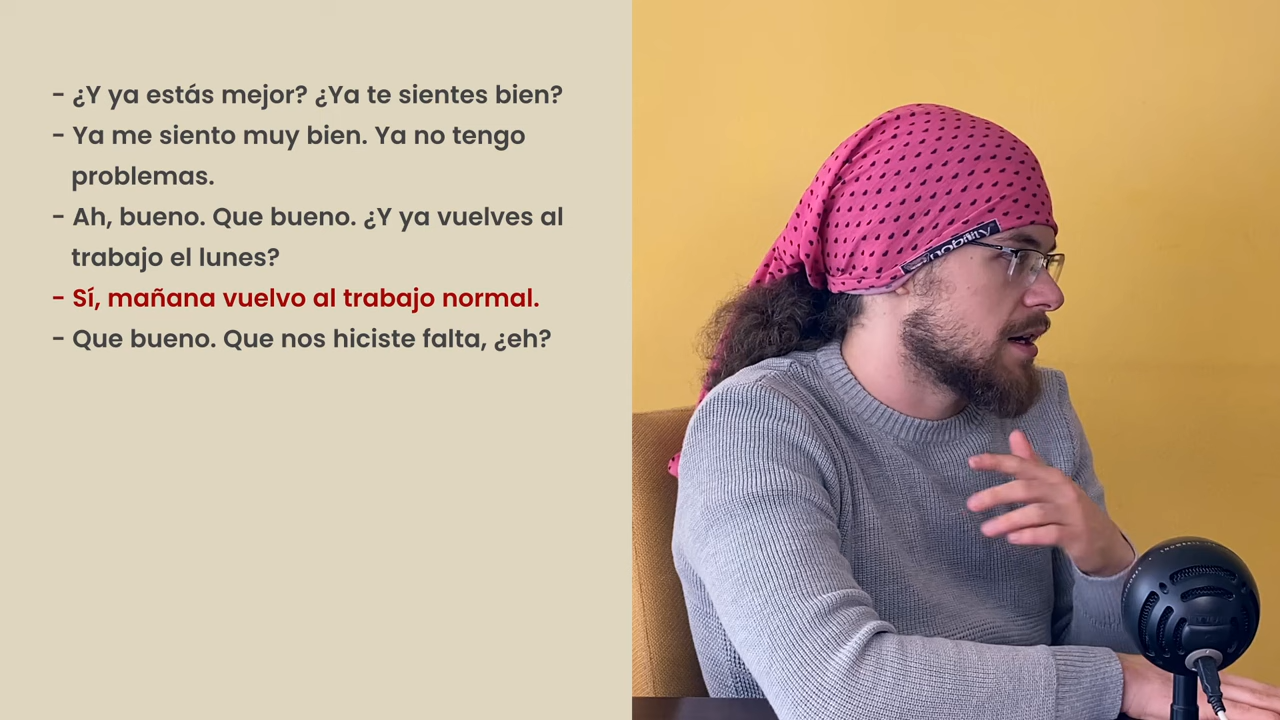 - ¿Y ya estás mejor? ¿Ya te sientes bien?
- Ya me siento muy bien. Ya no tengo
problemas.
- Ah, bueno. Que bueno. ¿Y ya vuelves al
trabajo el lunes?
- Sí, mañana vuelvo al trabajo normal.
- Que bueno. Que nos hiciste falta, ¿eh?
nobility